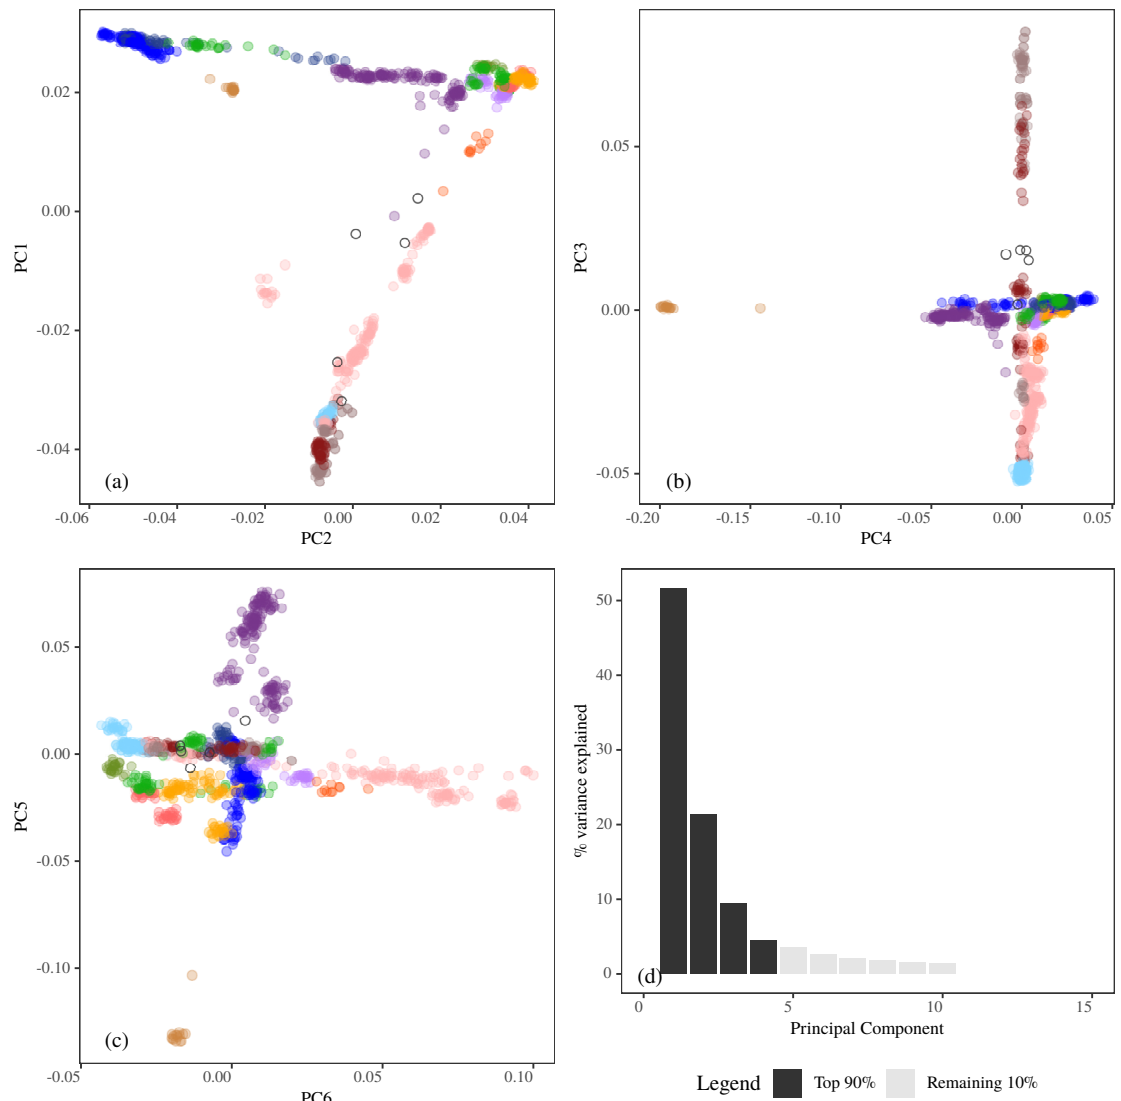 0.02
0.00
-0.02
-0.04
PC1
(a)
-0.06 -0.04 -0.02 0.00 0.02 0.04
PC2
0.05
0.00
-0.05
PC3
(b)
-0.20 -0.15 -0.10 -0.05 0.00 0.05
PC4
0.05
0.00
-0.05
-0.10
PC5
(c)
-0.05 0.00 0.05 0.10
PC6
50
40
30
20
10
0
% variance explained
(d)
0 5 10 15
Principal Component
Legend Top 90% Remaining 10%